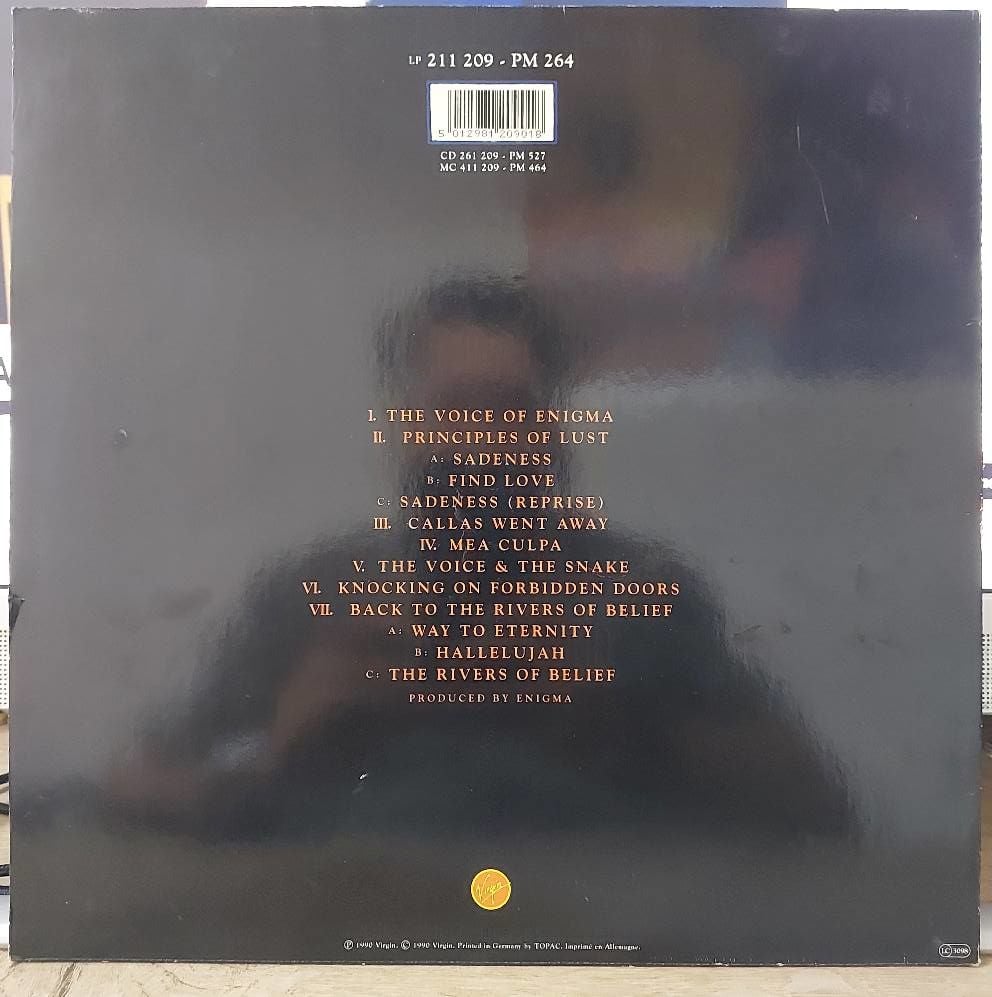 LP 211 209 - PM 264
5 012981 209018
CD 261 209 - PM 527
MC 411 209 - PM 464
I. THE VOICE OF ENIGMA
II. PRINCIPLES OF LUST
A: SADENESS
B: FIND LOVE
C: SADENESS (REPRISE)
III. CALLAS WENT AWAY
IV. MEA CULPA
V. THE VOICE & THE SNAKE
VI. KNOCKING ON FORBIDDEN DOORS
VII. BACK TO THE RIVERS OF BELIEF
A: WAY TO ETERNITY
B: HALLELUJAH
C: THE RIVERS OF BELIEF
PRODUCED BY ENIGMA
Virgin
℗ 1990 Virgin. © 1990 Virgin. Printed in Germany by TOPAC. Imprimé en Allemagne.
LC 3098